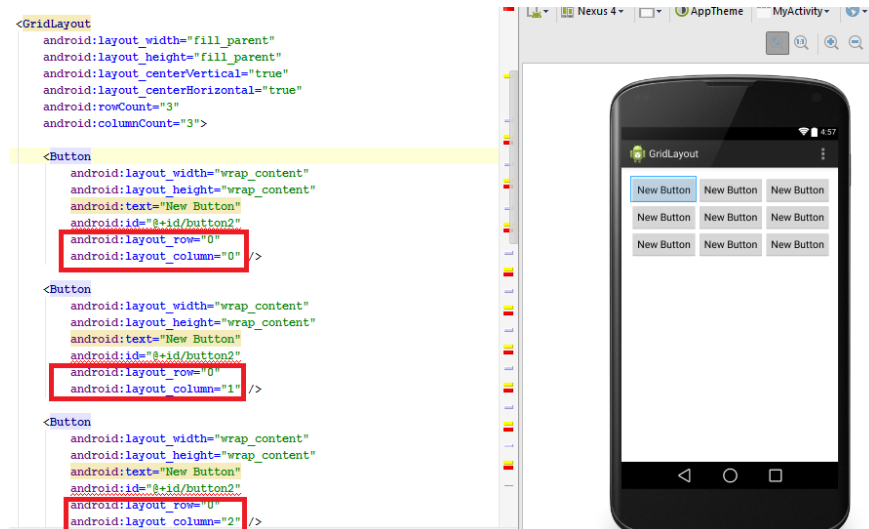 <GridLayout
android:layout_width="fill_parent"
android:layout_height="fill_parent"
android:layout_centerVertical="true"
android:layout_centerHorizontal="true"
android:rowCount="3"
android:columnCount="3">
<Button
android:layout_width="wrap_content"
android:layout_height="wrap_content"
android:text="New Button"
android:id="@+id/button2"
android:layout_row="0"
android:layout_column="0" />
<Button
android:layout_width="wrap_content"
android:layout_height="wrap_content"
android:text="New Button"
android:id="@+id/button2"
android:layout_row="0"
android:layout_column="1" />
<Button
android:layout_width="wrap_content"
android:layout_height="wrap_content"
android:text="New Button"
android:id="@+id/button2"
android:layout_row="0"
android:layout_column="2" />
Nexus 4 AppTheme MyActivity
1:1
4:57
GridLayout
New Button New Button New Button
New Button New Button New Button
New Button New Button New Button